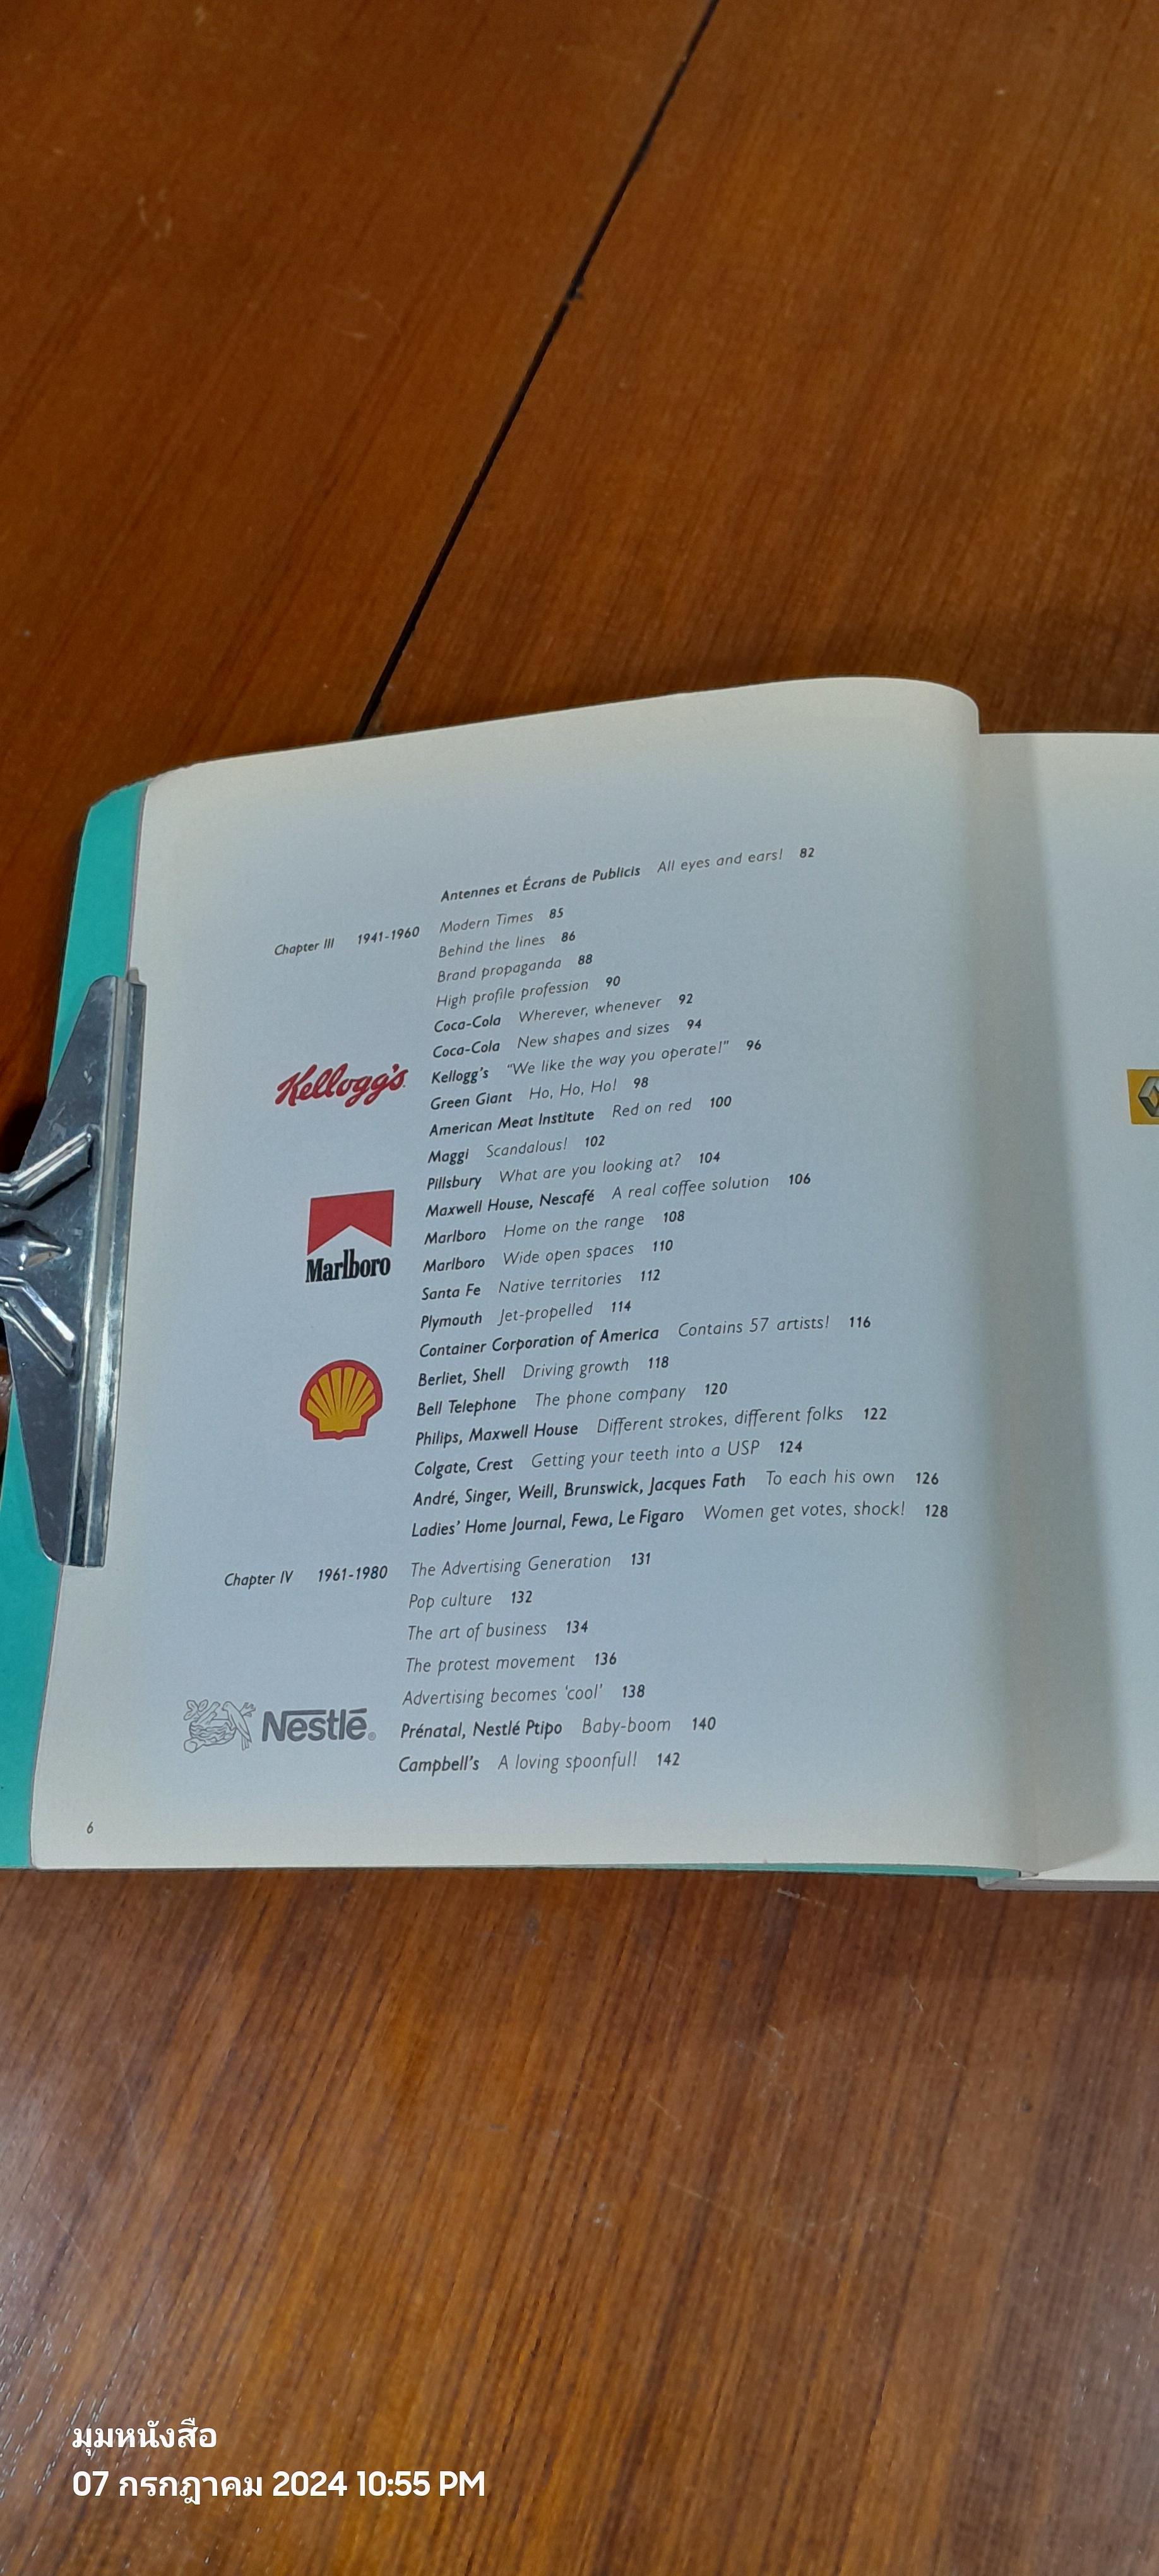 Antennes et Écrans de Publicis All eyes and ears! 82
Chapter III 1941-1960 Modern Times 85
Behind the lines 86
Brand propaganda 88
High profile profession 90
Coca-Cola Wherever, whenever 92
Coca-Cola New shapes and sizes 94
Kellogg's
Kellogg's "We like the way you operate!" 96
Green Giant Ho, Ho, Ho! 98
American Meat Institute Red on red 100
Maggi Scandalous! 102
Pillsbury What are you looking at? 104
Maxwell House, Nescafé A real coffee solution 106
Marlboro
Marlboro Home on the range 108
Marlboro Wide open spaces 110
Santa Fe Native territories 112
Plymouth Jet-propelled 114
Container Corporation of America Contains 57 artists! 116
Berliet, Shell Driving growth 118
Bell Telephone The phone company 120
Philips, Maxwell House Different strokes, different folks 122
Colgate, Crest Getting your teeth into a USP 124
André, Singer, Weill, Brunswick, Jacques Fath To each his own 126
Ladies' Home Journal, Fewa, Le Figaro Women get votes, shock! 128
Chapter IV 1961-1980 The Advertising Generation 131
Pop culture 132
The art of business 134
The protest movement 136
Advertising becomes 'cool' 138
Nestlé®
Prénatal, Nestlé Ptipo Baby-boom 140
Campbell's A loving spoonful! 142
6
มุมหนังสือ
07 กรกฎาคม 2024 10:55 PM